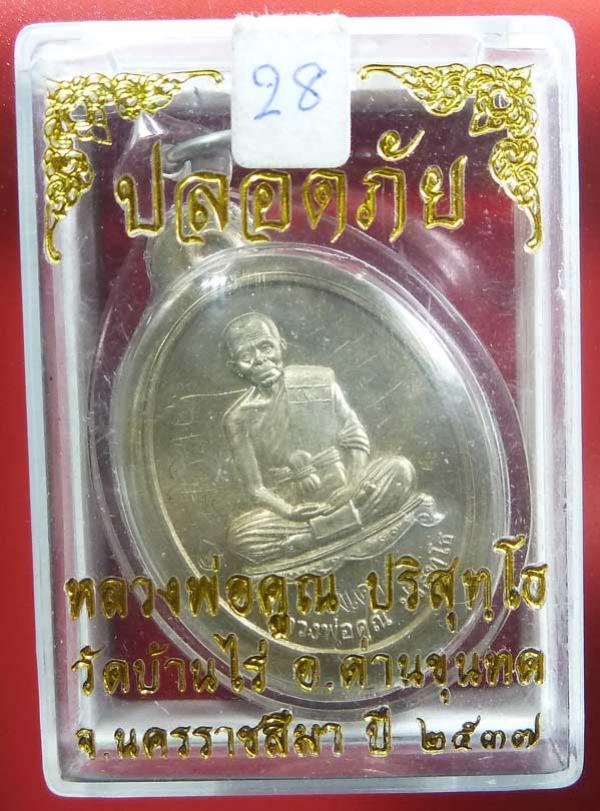 28
ปลอดภัย
หลวงพ่อคูณ ปริสุทฺโธ
วัดบ้านไร่ อ.ด่านขุนทด
จ.นครราชสีมา ปี ๒๕๓๗